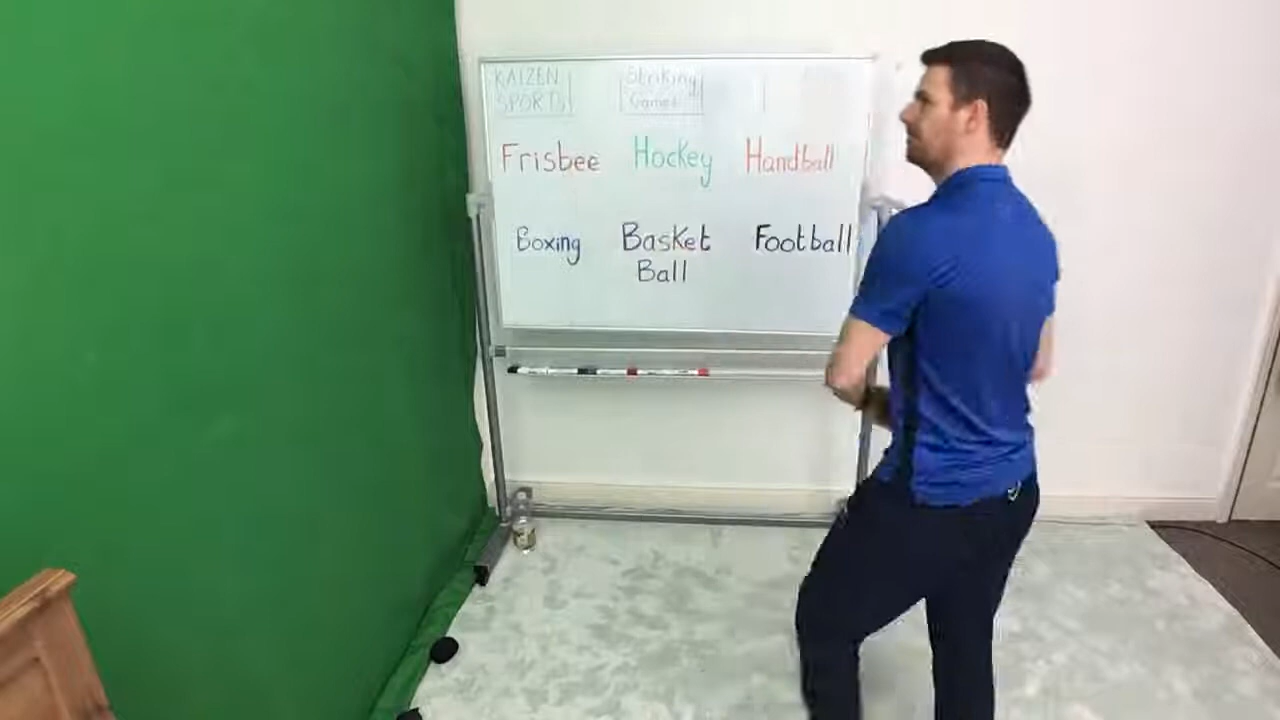 KAIZEN
SPORTS
Striking
Games
Frisbee Hockey Handball
Boxing Basket Football
Ball